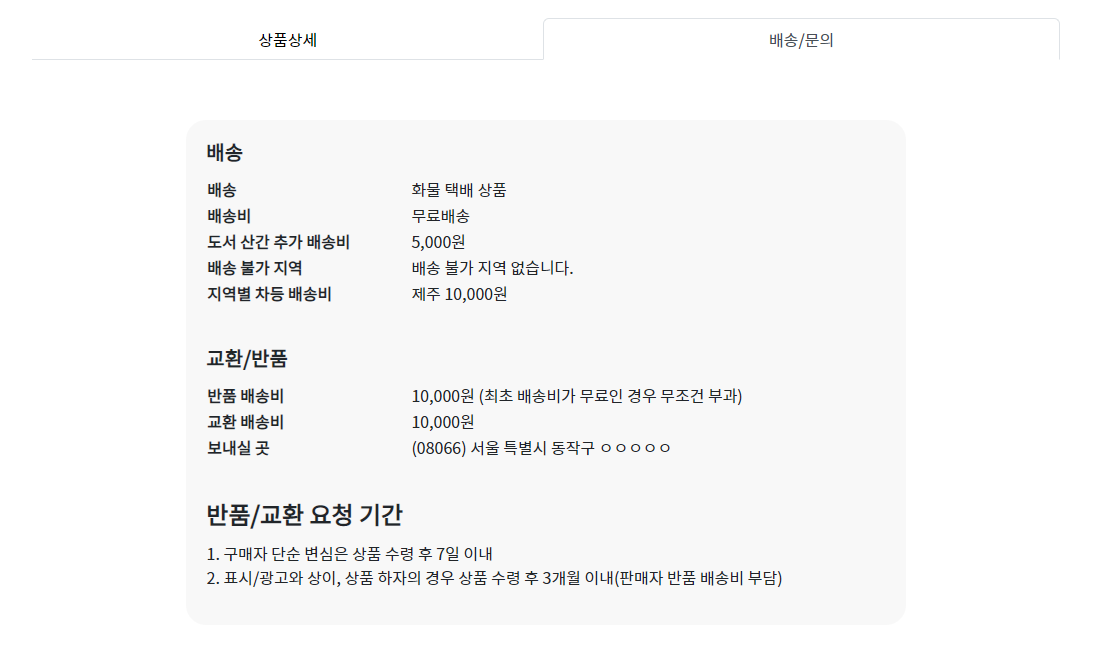 상품상세
배송/문의
배송
배송 화물 택배 상품
배송비 무료배송
도서 산간 추가 배송비 5,000원
배송 불가 지역 배송 불가 지역 없습니다.
지역별 차등 배송비 제주 10,000원
교환/반품
반품 배송비 10,000원 (최초 배송비가 무료인 경우 무조건 부과)
교환 배송비 10,000원
보내실 곳 (08066) 서울 특별시 동작구 ㅇㅇㅇㅇㅇ
반품/교환 요청 기간
1. 구매자 단순 변심은 상품 수령 후 7일 이내
2. 표시/광고와 상이, 상품 하자의 경우 상품 수령 후 3개월 이내(판매자 반품 배송비 부담)